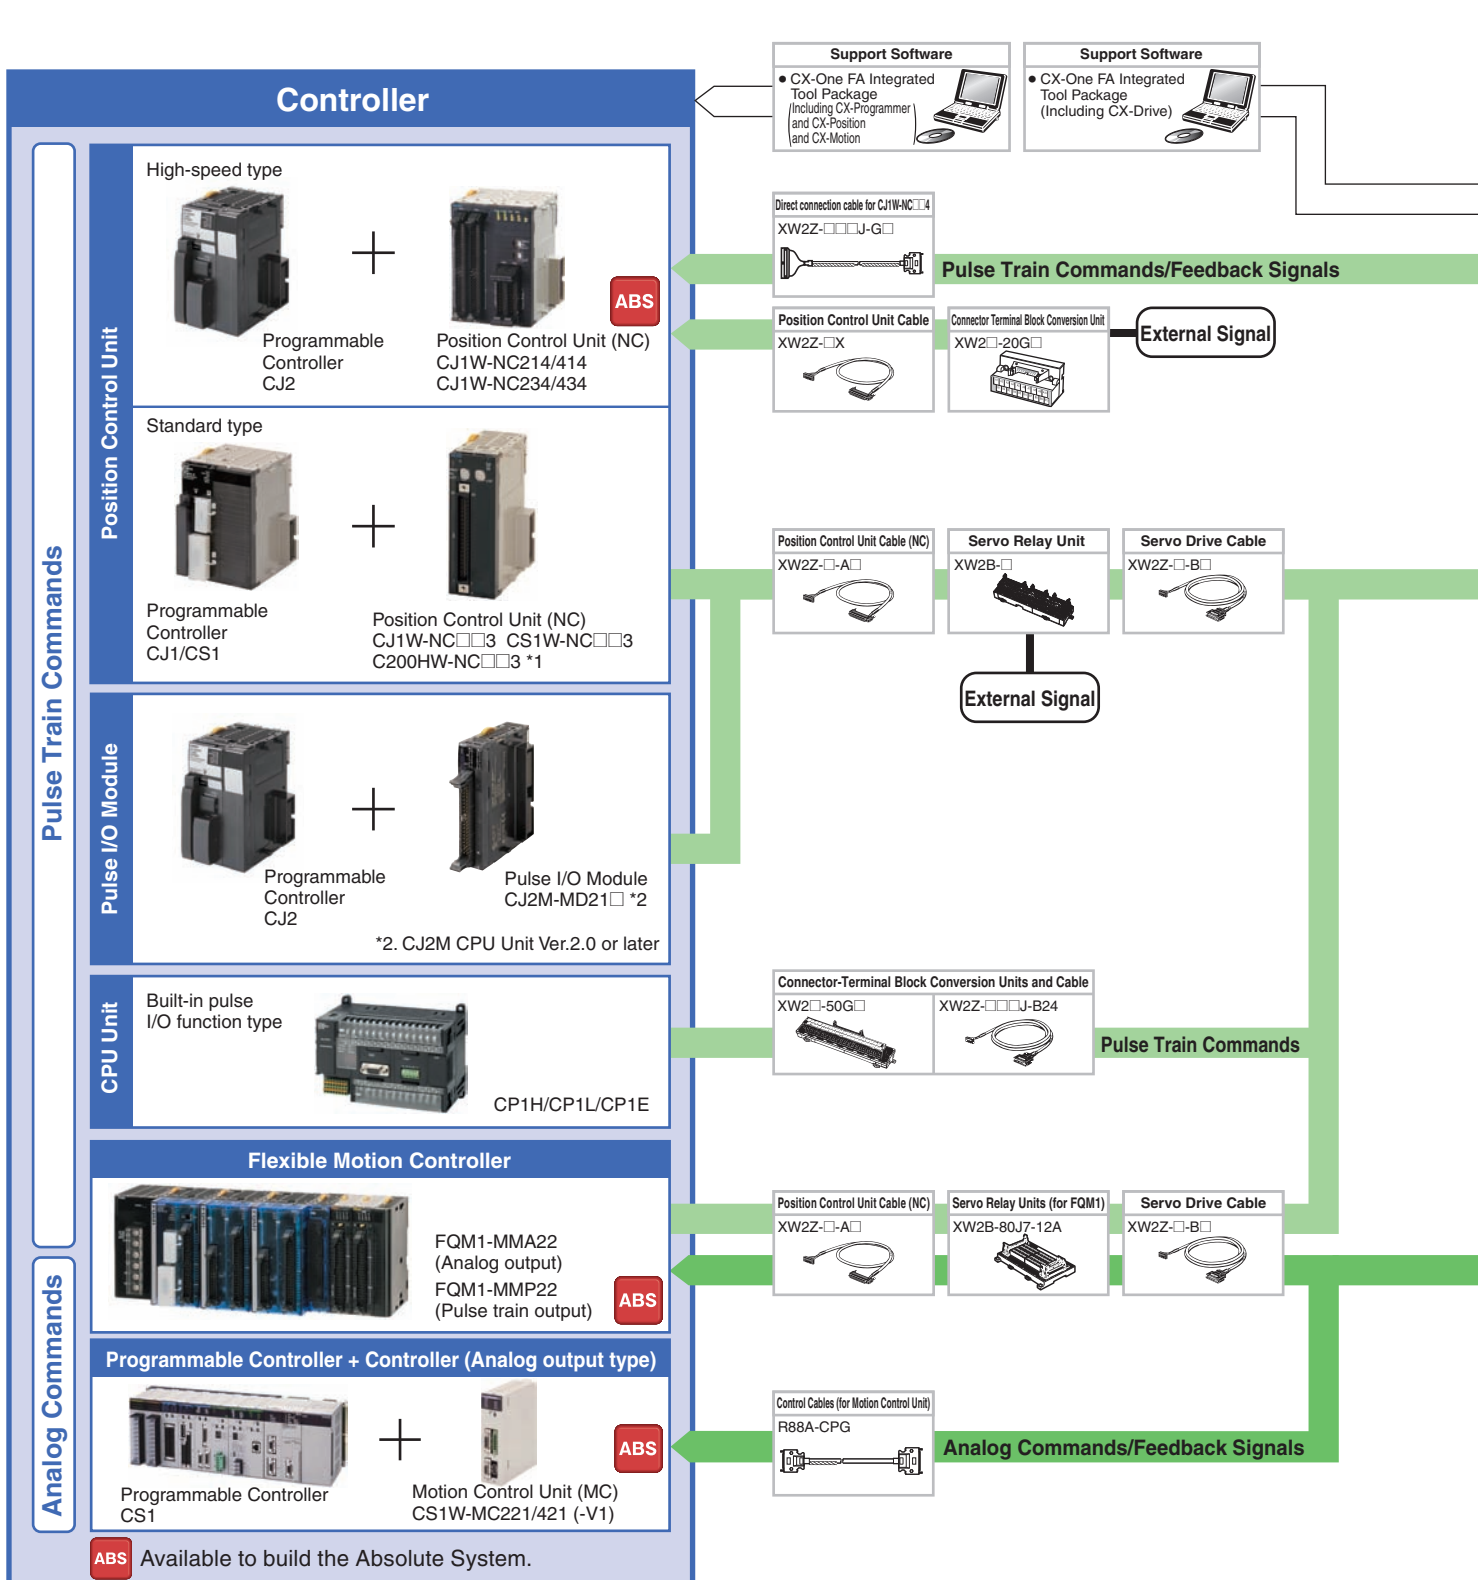 Support Software
● CX-One FA Integrated
Tool Package
(Including CX-Programmer
and CX-Position
and CX-Motion)
Support Software
● CX-One FA Integrated
Tool Package
(Including CX-Drive)
Controller
Pulse Train Commands
Analog Commands
Position Control Unit
High-speed type
Programmable
Controller
CJ2
Position Control Unit (NC)
CJ1W-NC214/414
CJ1W-NC234/434
ABS
Direct connection cable for CJ1W-NC□□4
XW2Z-□□□J-G□
Pulse Train Commands/Feedback Signals
Position Control Unit Cable
XW2Z-□X
Connector Terminal Block Conversion Unit
XW2□-20G□
External Signal
Standard type
Programmable
Controller
CJ1/CS1
Position Control Unit (NC)
CJ1W-NC□□3 CS1W-NC□□3
C200HW-NC□□3 *1
Position Control Unit Cable (NC)
XW2Z-□-A□
Servo Relay Unit
XW2B-□
Servo Drive Cable
XW2Z-□-B□
External Signal
Pulse I/O Module
Programmable
Controller
CJ2
Pulse I/O Module
CJ2M-MD21□ *2
*2. CJ2M CPU Unit Ver.2.0 or later
CPU Unit
Built-in pulse
I/O function type
CP1H/CP1L/CP1E
Connector-Terminal Block Conversion Units and Cable
XW2□-50G□
XW2Z-□□□J-B24
Pulse Train Commands
Flexible Motion Controller
FQM1-MMA22
(Analog output)
FQM1-MMP22
(Pulse train output)
ABS
Position Control Unit Cable (NC)
XW2Z-□-A□
Servo Relay Units (for FQM1)
XW2B-80J7-12A
Servo Drive Cable
XW2Z-□-B□
Programmable Controller + Controller (Analog output type)
Programmable Controller
CS1
Motion Control Unit (MC)
CS1W-MC221/421 (-V1)
ABS
Control Cables (for Motion Control Unit)
R88A-CPG
Analog Commands/Feedback Signals
ABS Available to build the Absolute System.